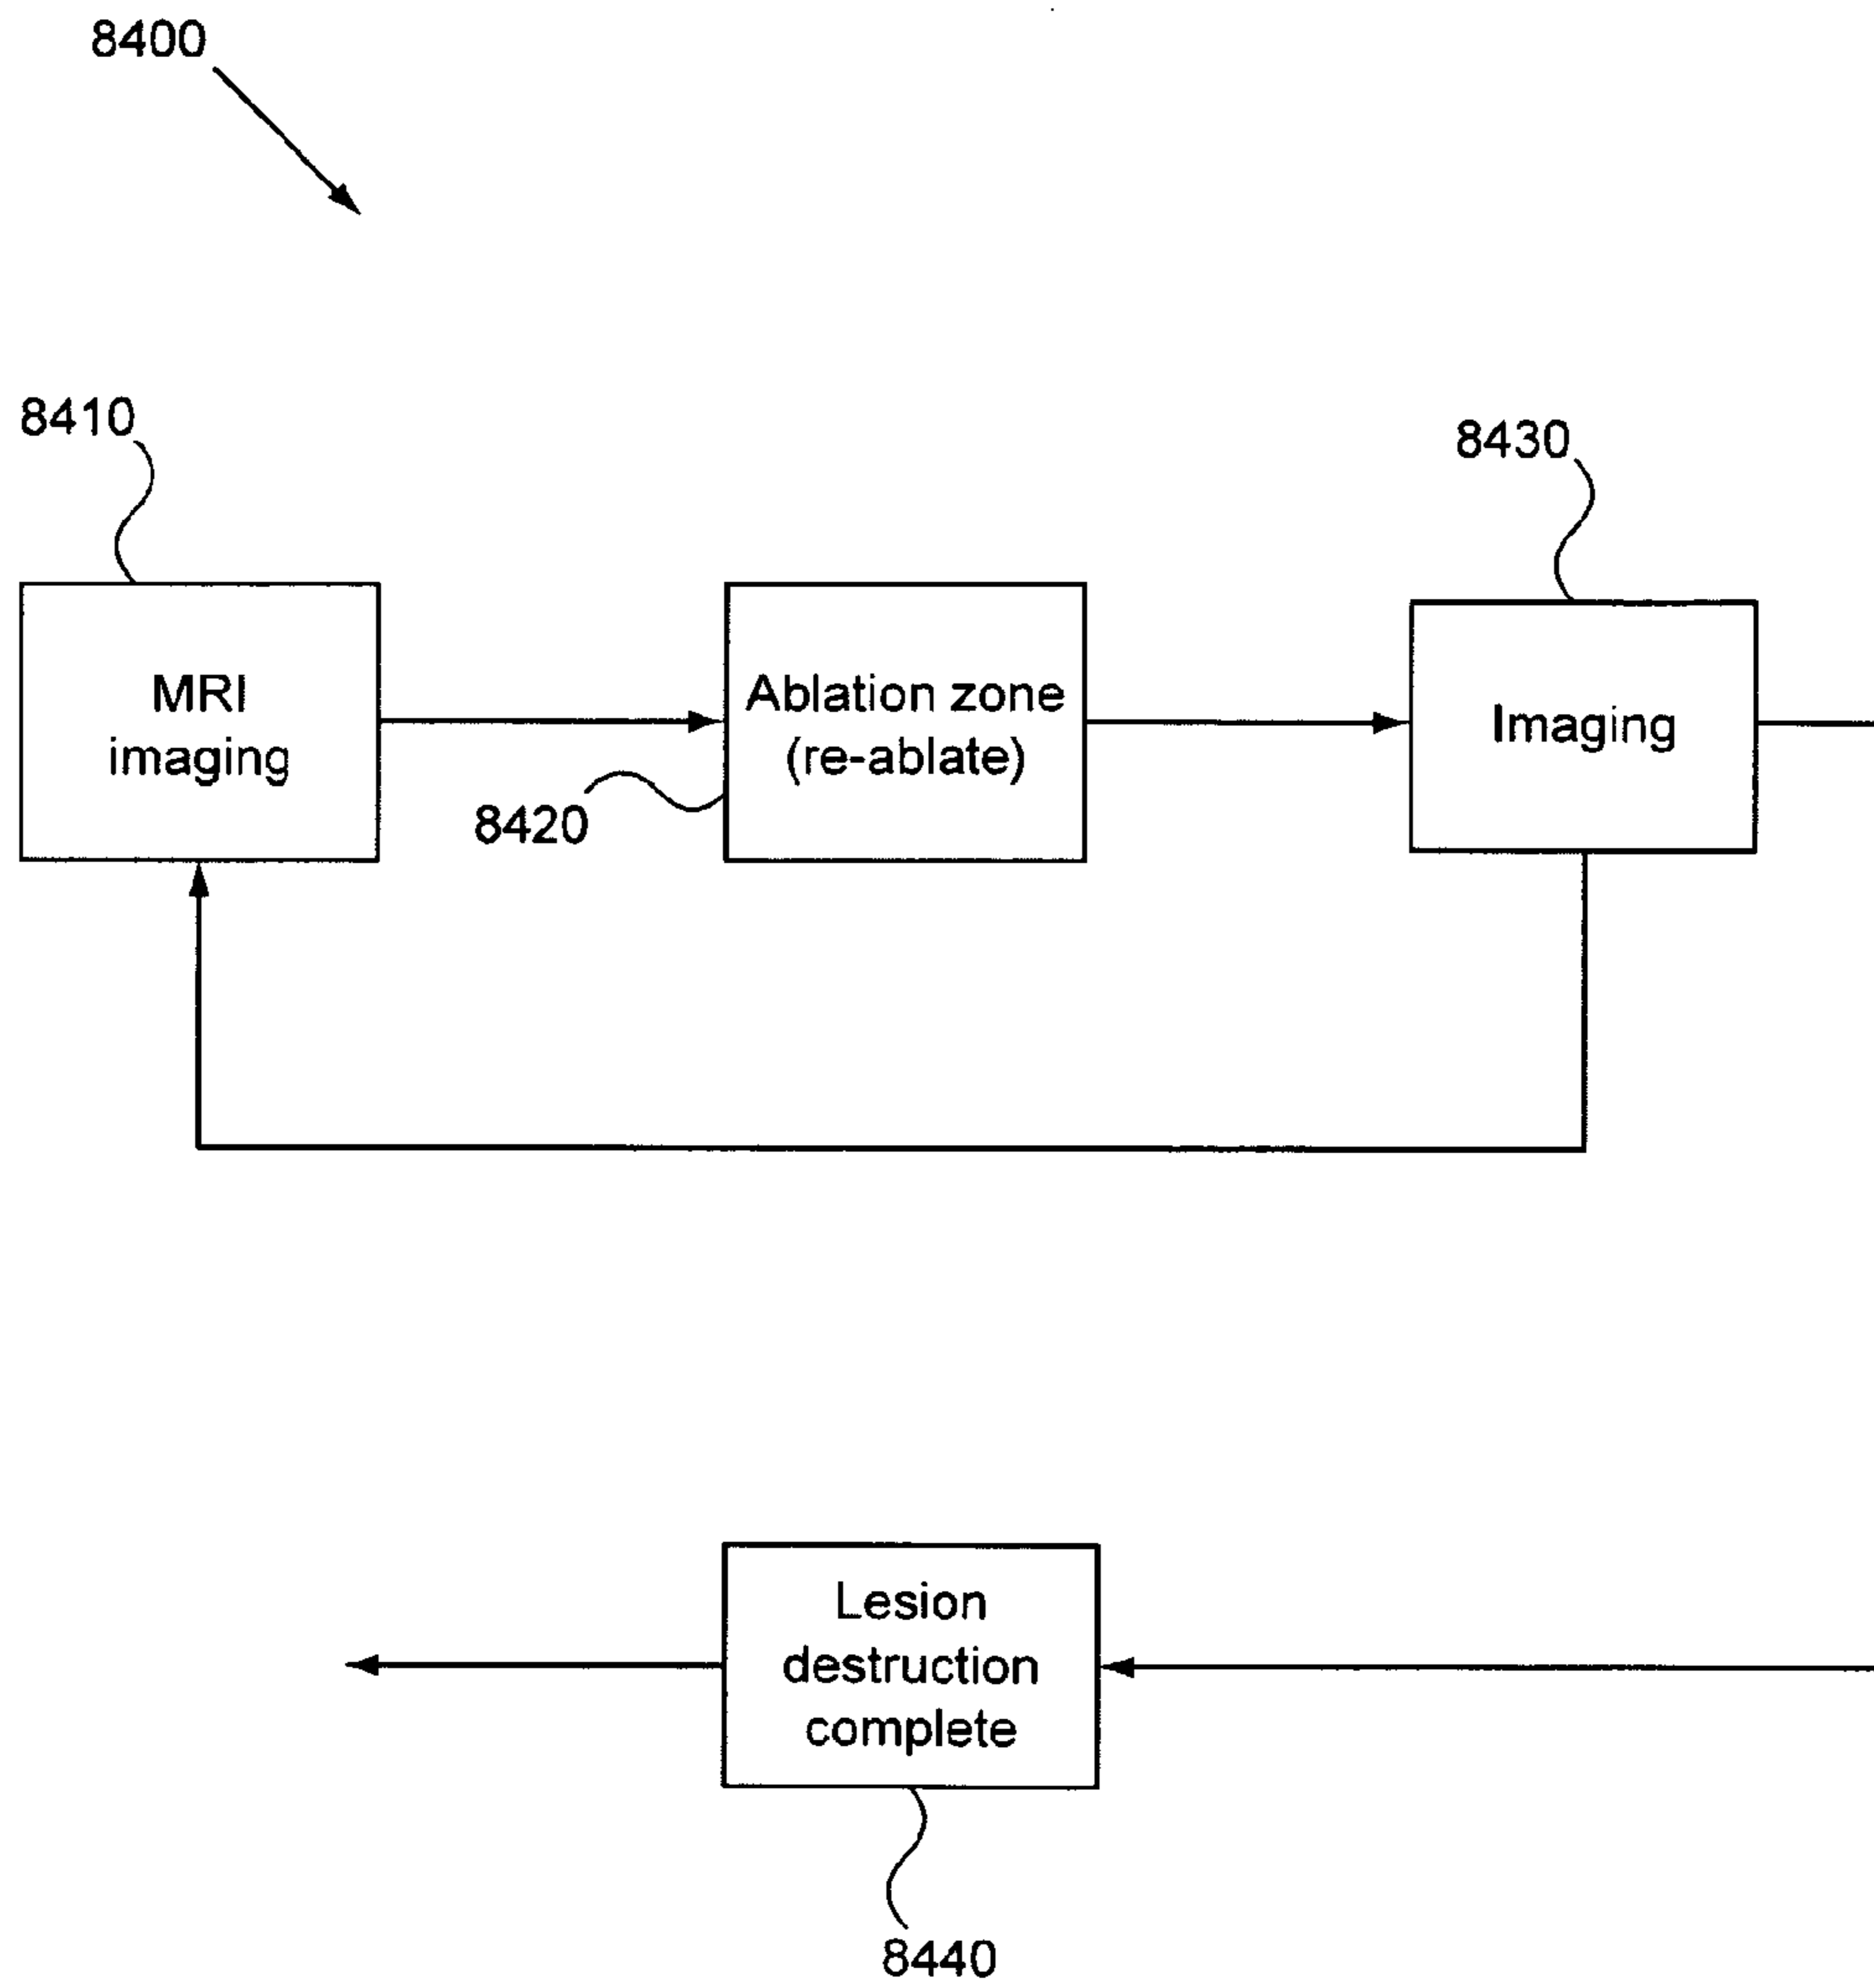 8400
8410
8430
MRI
imaging
Ablation zone
(re-ablate)
Imaging
8420
Lesion
destruction
complete
8440